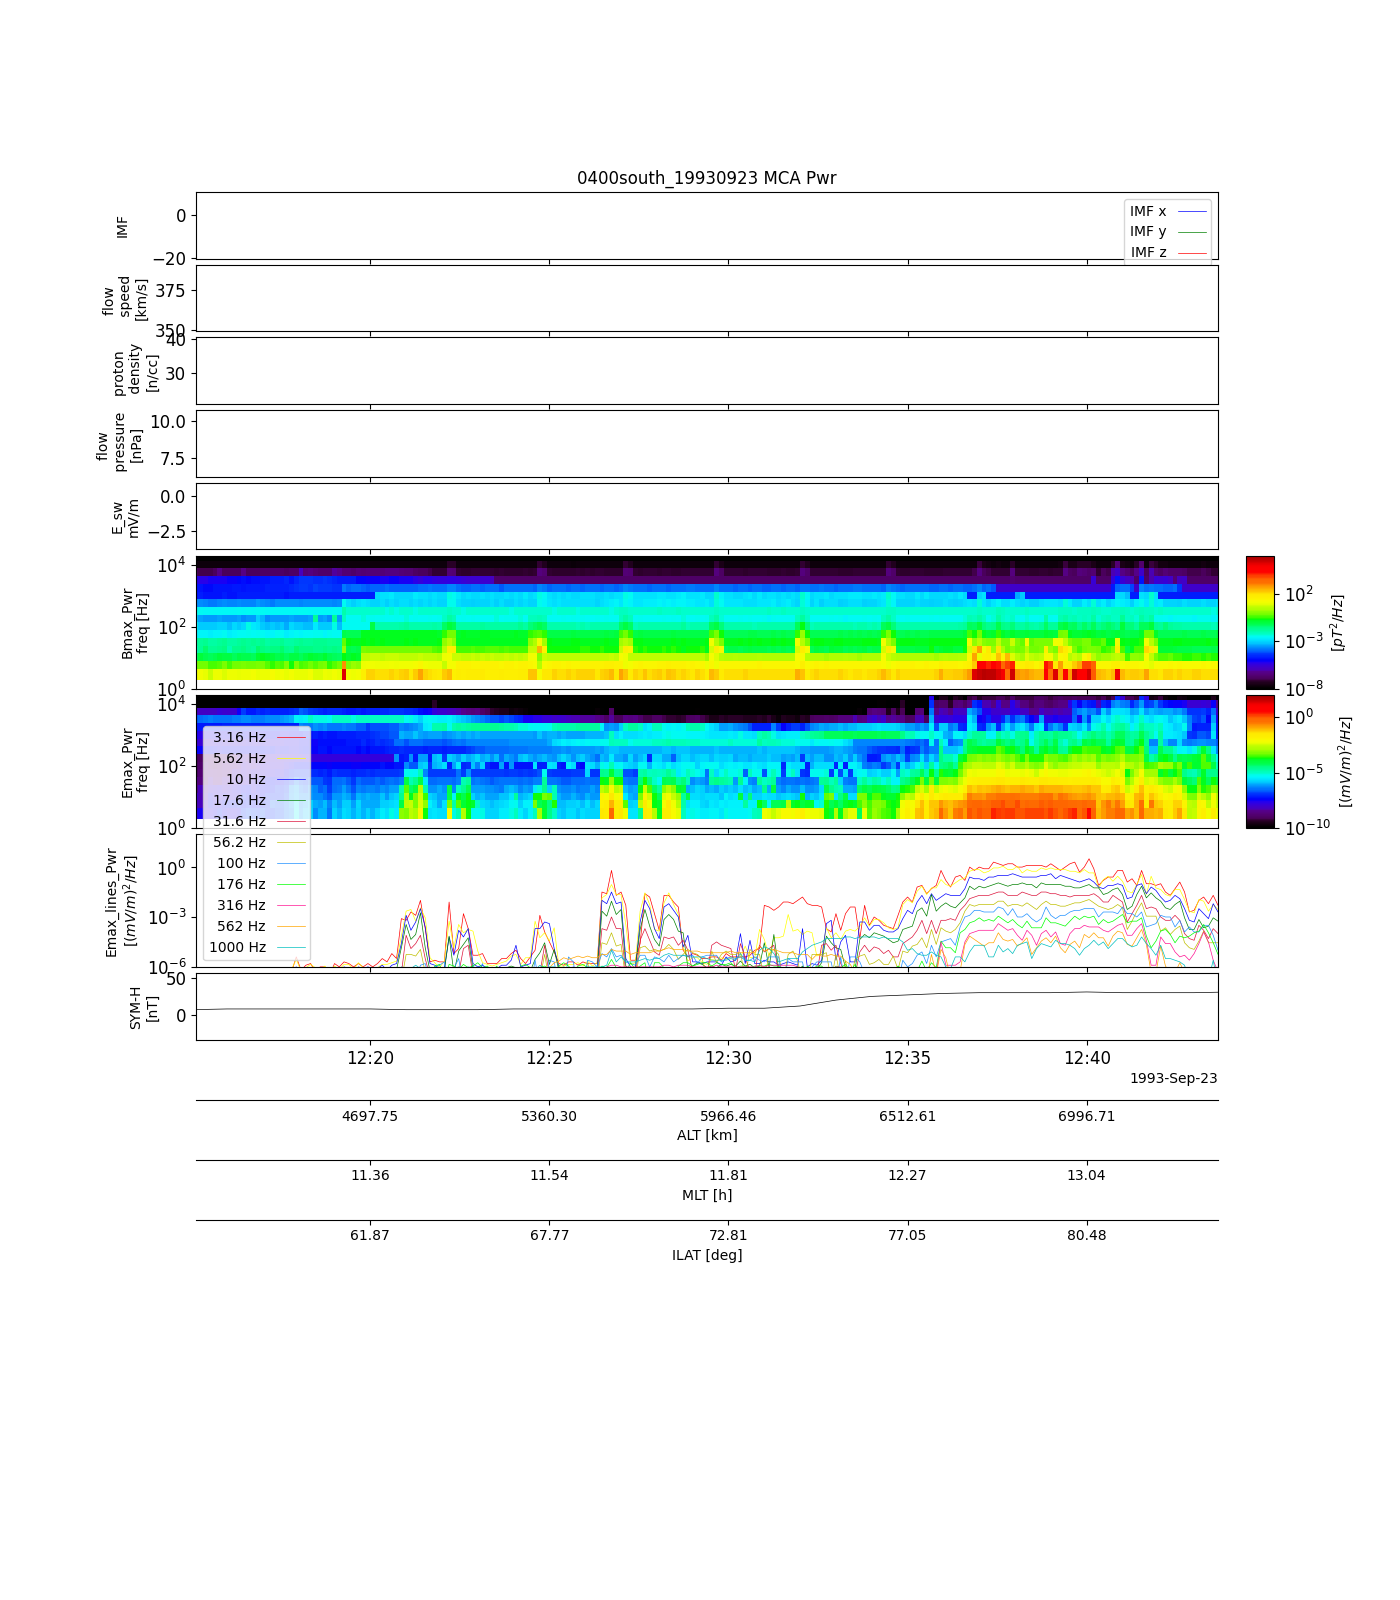 0400south_19930923 MCA Pwr
IMF
0
−20
IMF x
IMF y
IMF z
flow
speed
[km/s]
375
350
proton
density
[n/cc]
40
30
flow
pressure
[nPa]
10.0
7.5
E_sw
mV/m
0.0
−2.5
Bmax_Pwr
freq [Hz]
10^4
10^2
10^0
10^2
10^−3
10^−8
[pT^2/Hz]
Emax_Pwr
freq [Hz]
10^4
10^2
10^0
10^0
10^−5
10^−10
[(mV/m)^2/Hz]
3.16 Hz
5.62 Hz
10 Hz
17.6 Hz
31.6 Hz
56.2 Hz
100 Hz
176 Hz
316 Hz
562 Hz
1000 Hz
Emax_lines_Pwr
[(mV/m)^2/Hz]
10^0
10^−3
10^−6
SYM-H
[nT]
50
0
12:20 12:25 12:30 12:35 12:40
1993-Sep-23
4697.75 5360.30 5966.46 6512.61 6996.71
ALT [km]
11.36 11.54 11.81 12.27 13.04
MLT [h]
61.87 67.77 72.81 77.05 80.48
ILAT [deg]